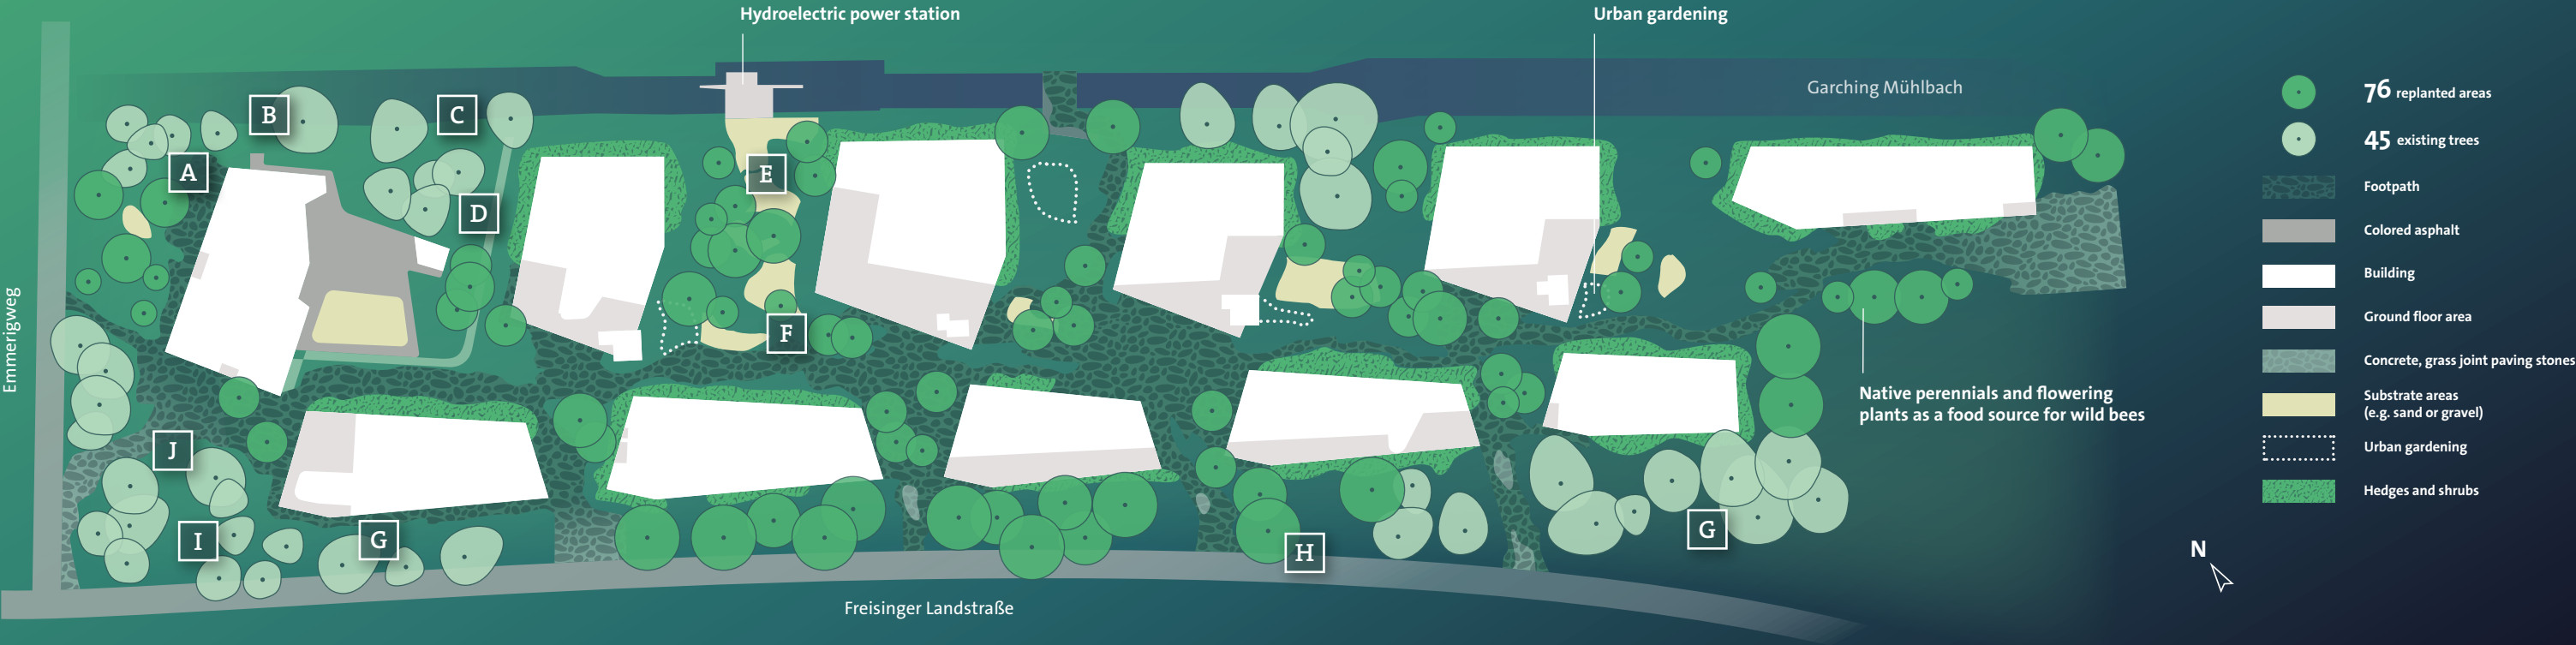 Hydroelectric power station
Urban gardening
Garching Mühlbach
B
C
A
E
D
F
Emmerigweg
Native perennials and flowering
plants as a food source for wild bees
J
I
G
H
G
Freisinger Landstraße
76 replanted areas
45 existing trees
Footpath
Colored asphalt
Building
Ground floor area
Concrete, grass joint paving stones
Substrate areas
(e.g. sand or gravel)
Urban gardening
Hedges and shrubs
N